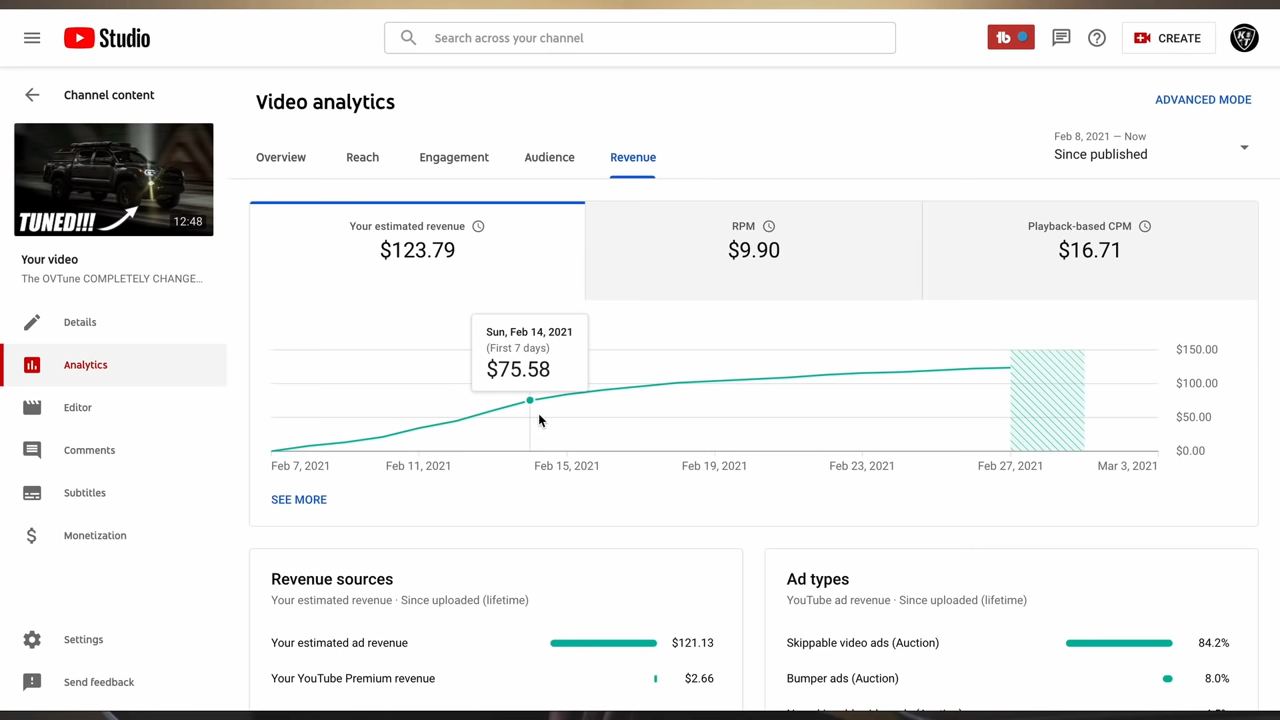 Studio
Search across your channel
tb
CREATE
Channel content
Video analytics
ADVANCED MODE
Overview
Reach
Engagement
Audience
Revenue
Feb 8, 2021 – Now
Since published
TUNED!!!
12:48
Your video
The OVTune COMPLETELY CHANGE...
Details
Analytics
Editor
Comments
Subtitles
Monetization
Settings
Send feedback
Your estimated revenue
$123.79
RPM
$9.90
Playback-based CPM
$16.71
Sun, Feb 14, 2021
(First 7 days)
$75.58
$150.00
$100.00
$50.00
$0.00
Feb 7, 2021
Feb 11, 2021
Feb 15, 2021
Feb 19, 2021
Feb 23, 2021
Feb 27, 2021
Mar 3, 2021
SEE MORE
Revenue sources
Your estimated revenue · Since uploaded (lifetime)
Your estimated ad revenue $121.13
Your YouTube Premium revenue $2.66
Ad types
YouTube ad revenue · Since uploaded (lifetime)
Skippable video ads (Auction) 84.2%
Bumper ads (Auction) 8.0%